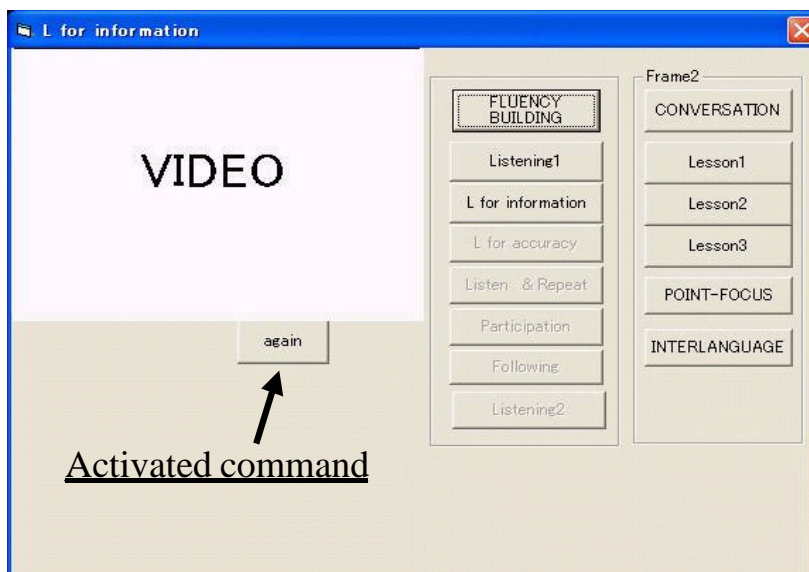 L for information
VIDEO
again
Activated command
FLUENCY
BUILDING
Listening1
L for information
L for accuracy
Listen & Repeat
Participation
Following
Listening2
Frame2
CONVERSATION
Lesson1
Lesson2
Lesson3
POINT-FOCUS
INTERLANGUAGE